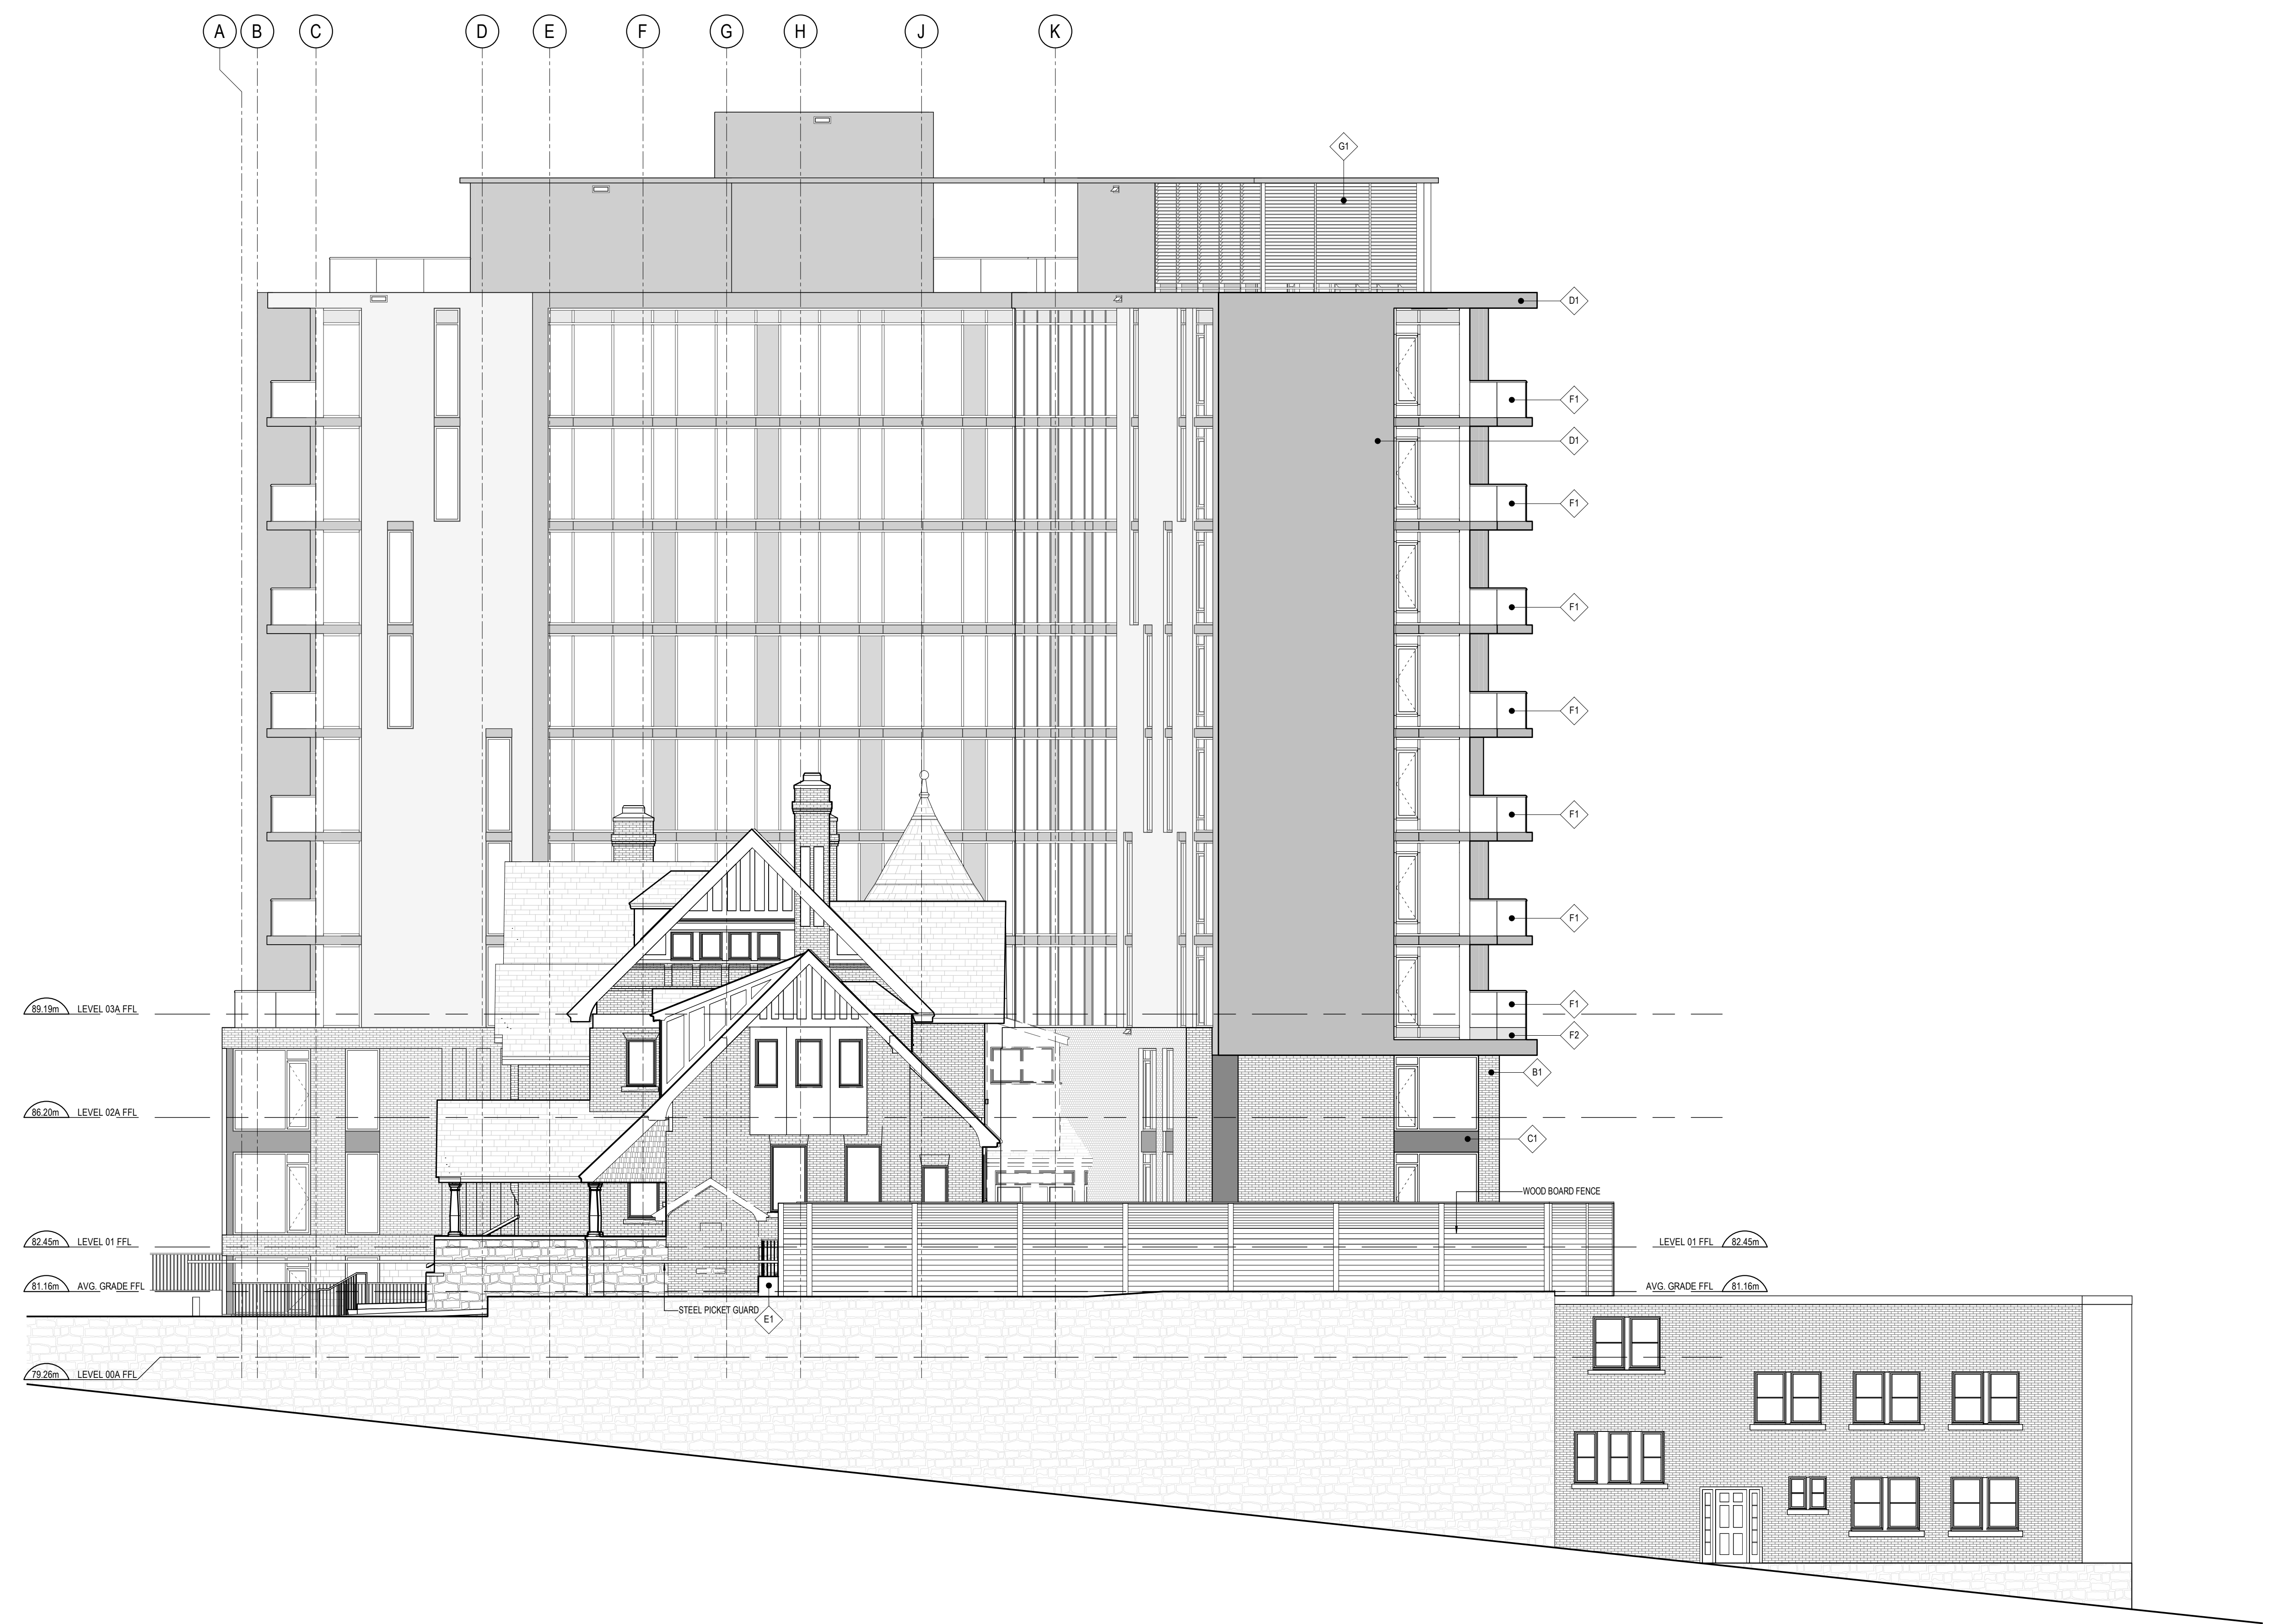 A B C D E F G H J K
G1
D1
F1
D1
F1
F1
F1
F1
F1
F1
F2
89.19m LEVEL 03A FFL
B1
86.20m LEVEL 02A FFL
C1
WOOD BOARD FENCE
82.45m LEVEL 01 FFL
LEVEL 01 FFL 82.45m
81.16m AVG. GRADE FFL
AVG. GRADE FFL 81.16m
STEEL PICKET GUARD
E1
79.26m LEVEL 00A FFL